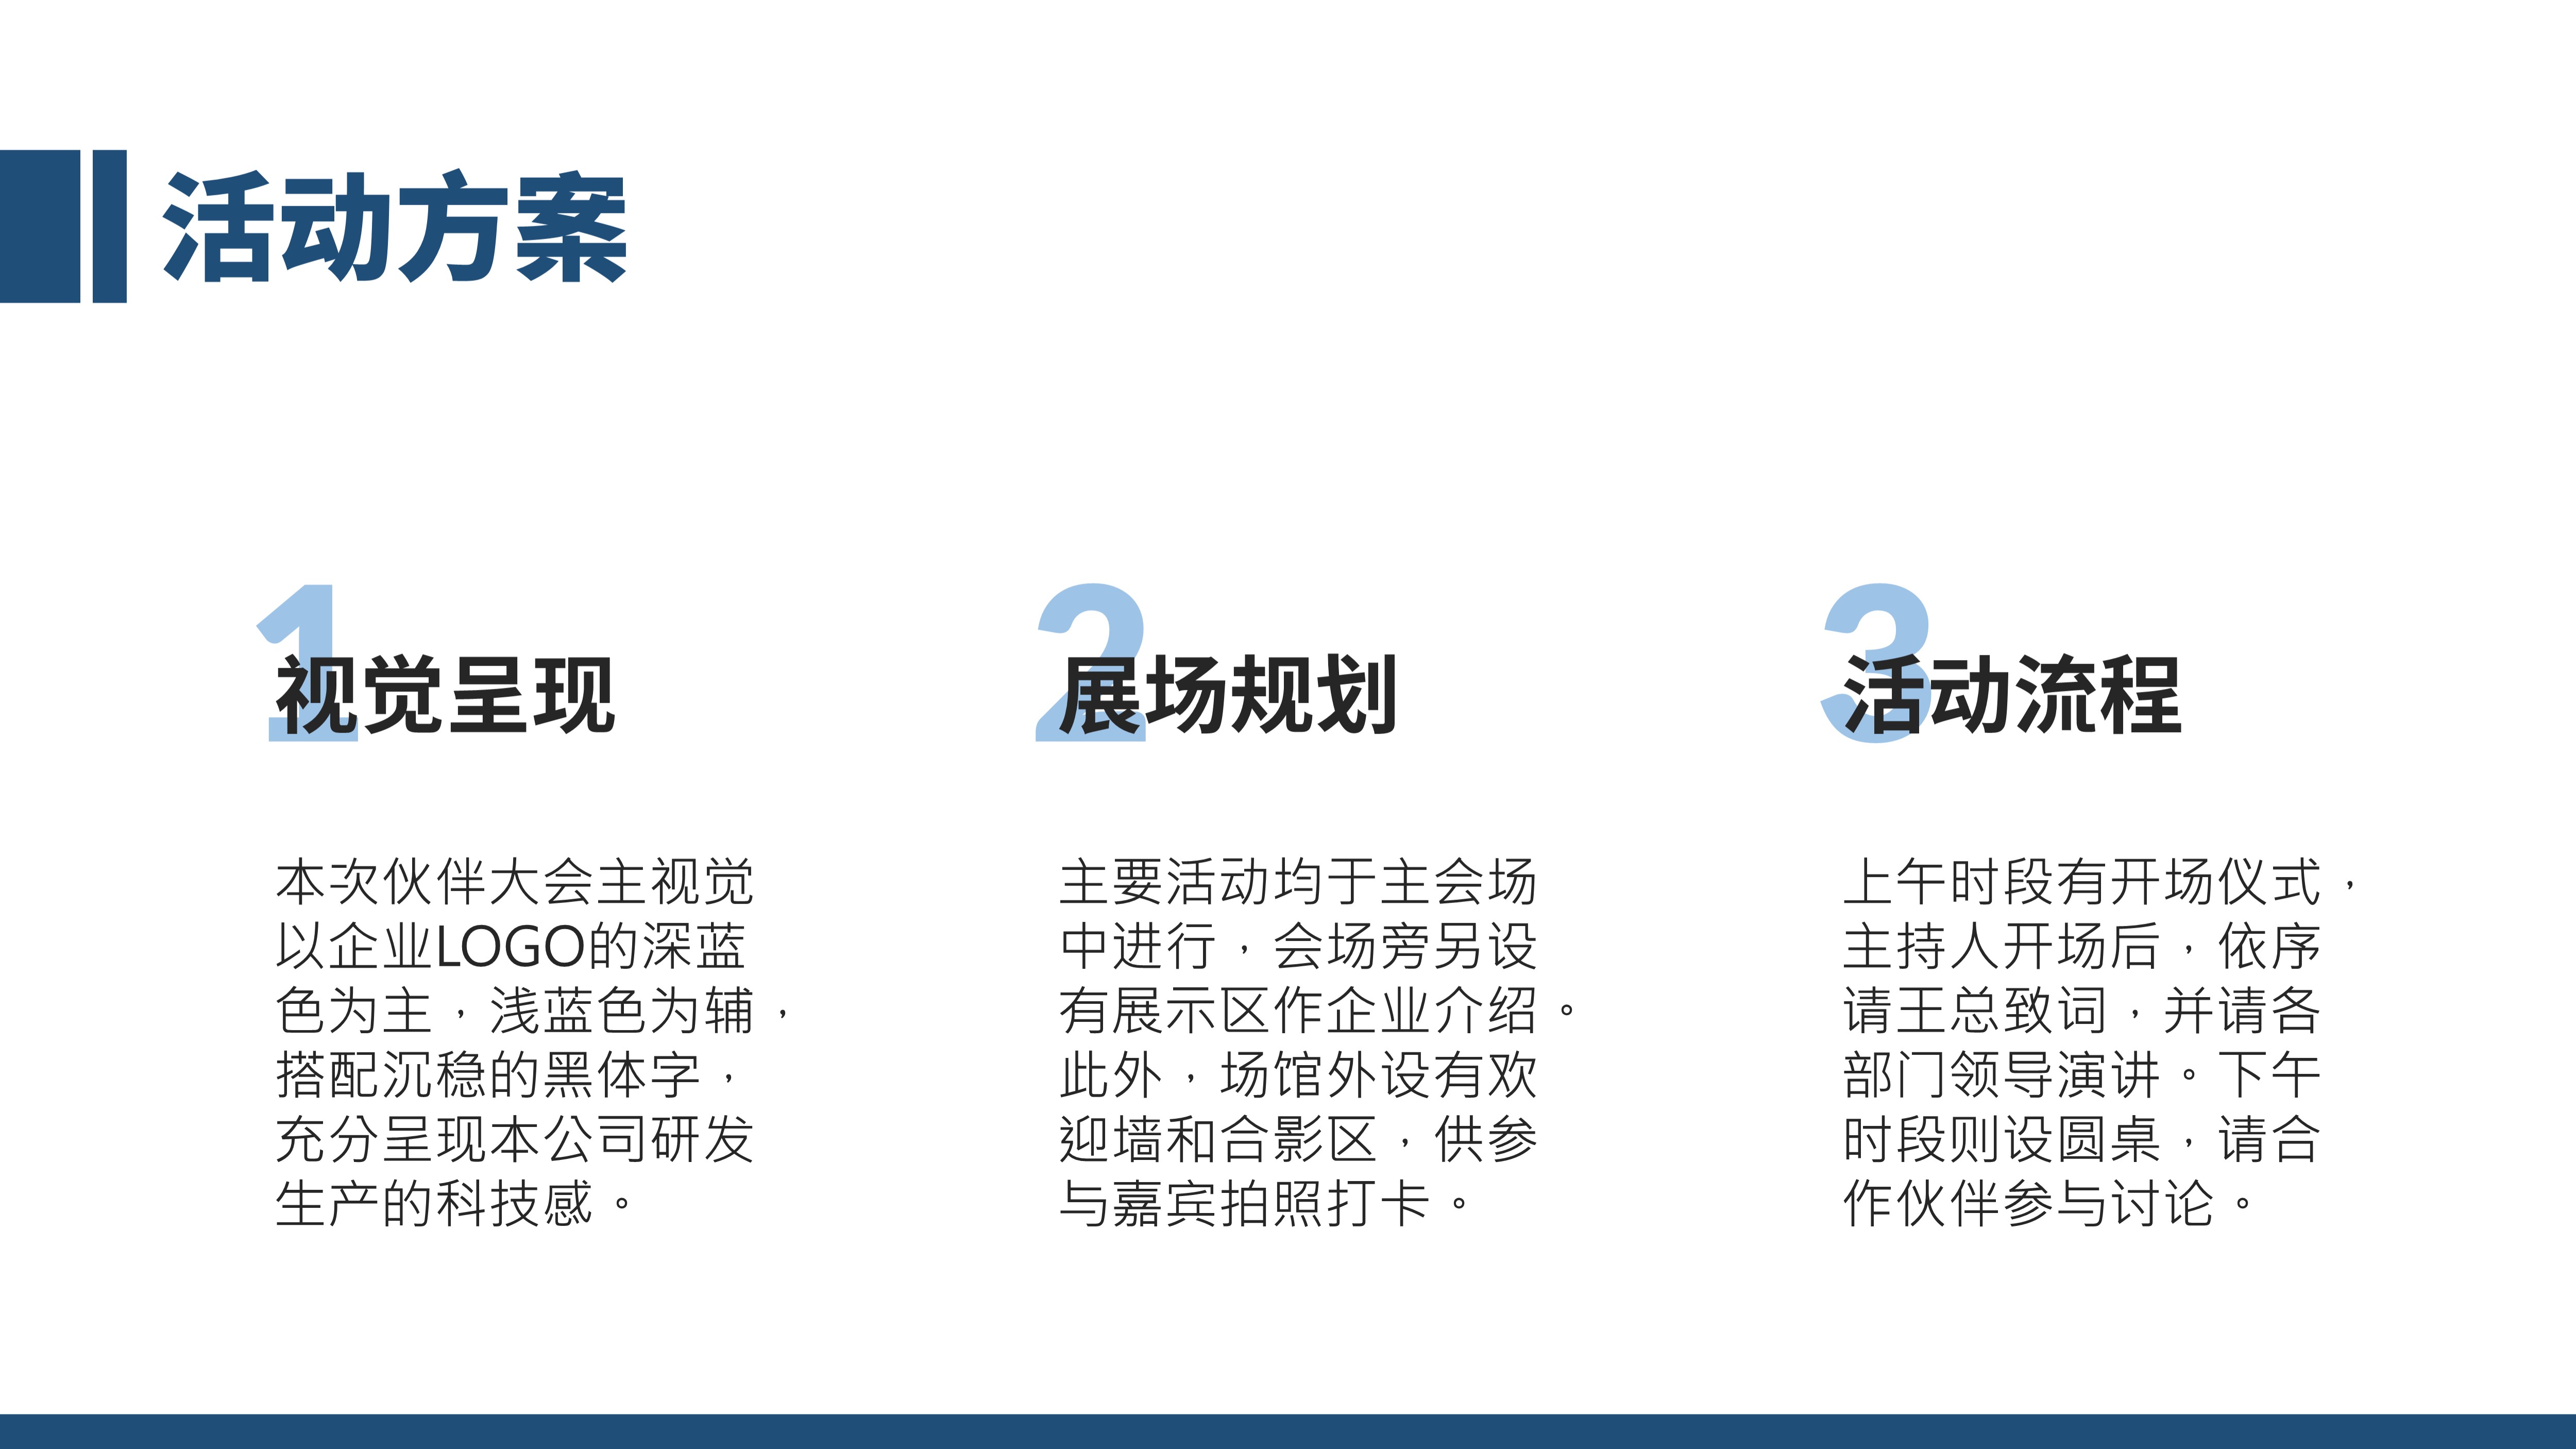 活动方案
1
视觉呈现
本次伙伴大会主视觉
以企业LOGO的深蓝
色为主，浅蓝色为辅，
搭配沉稳的黑体字，
充分呈现本公司研发
生产的科技感。
2
展场规划
主要活动均于主会场
中进行，会场旁另设
有展示区作企业介绍。
此外，场馆外设有欢
迎墙和合影区，供参
与嘉宾拍照打卡。
3
活动流程
上午时段有开场仪式，
主持人开场后，依序
请王总致词，并请各
部门领导演讲。下午
时段则设圆桌，请合
作伙伴参与讨论。